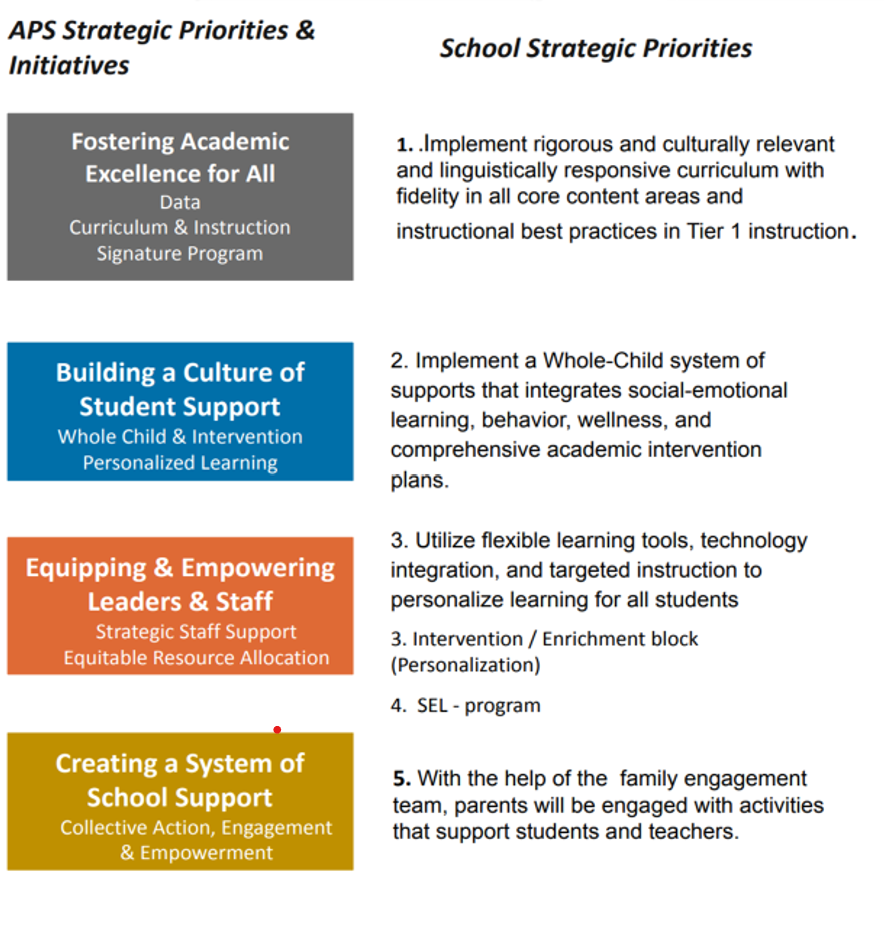 APS Strategic Priorities &
Initiatives
School Strategic Priorities
Fostering Academic
Excellence for All
Data
Curriculum & Instruction
Signature Program
1. .Implement rigorous and culturally relevant
and linguistically responsive curriculum with
fidelity in all core content areas and
instructional best practices in Tier 1 instruction.
Building a Culture of
Student Support
Whole Child & Intervention
Personalized Learning
2. Implement a Whole-Child system of
supports that integrates social-emotional
learning, behavior, wellness, and
comprehensive academic intervention
plans.
Equipping & Empowering
Leaders & Staff
Strategic Staff Support
Equitable Resource Allocation
3. Utilize flexible learning tools, technology
integration, and targeted instruction to
personalize learning for all students
3. Intervention / Enrichment block
(Personalization)
4. SEL - program
Creating a System of
School Support
Collective Action, Engagement
& Empowerment
5. With the help of the family engagement
team, parents will be engaged with activities
that support students and teachers.